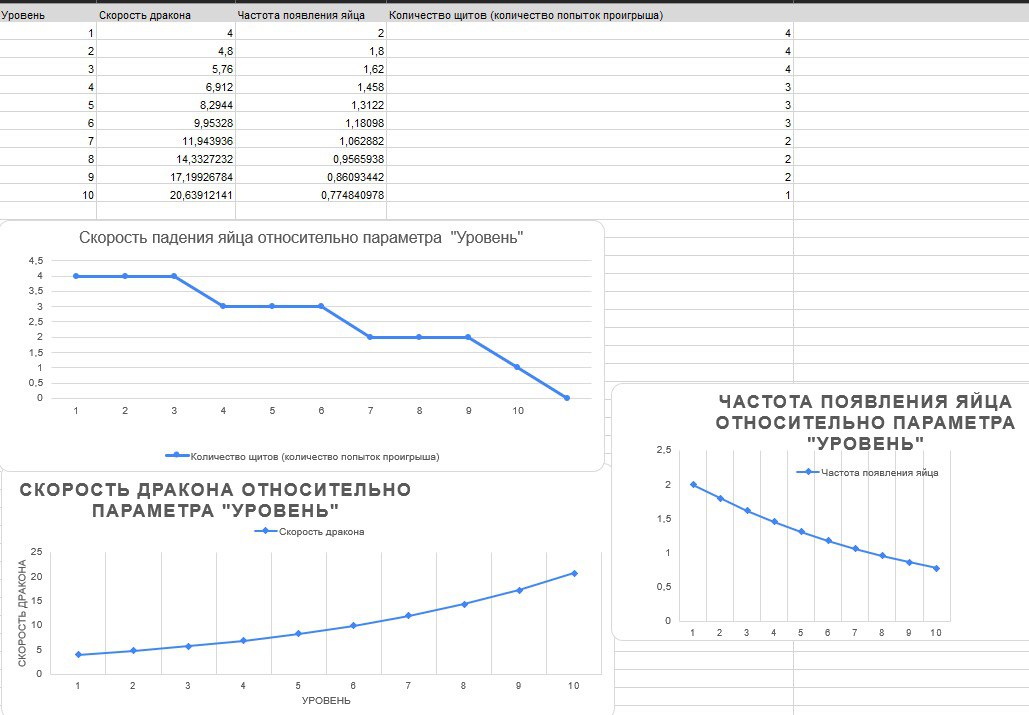 Уровень Скорость дракона Частота появления яйца Количество щитов (количество попыток проигрыша)
1 4 2 4
2 4,8 1,8 4
3 5,76 1,62 4
4 6,912 1,458 3
5 8,2944 1,3122 3
6 9,95328 1,18098 3
7 11,943936 1,062882 2
8 14,3327232 0,9565938 2
9 17,19926784 0,86093442 2
10 20,63912141 0,774840978 1
Скорость падения яйца относительно параметра "Уровень"
4,5
4
3,5
3
2,5
2
1,5
1
0,5
0
1 2 3 4 5 6 7 8 9 10
Количество щитов (количество попыток проигрыша)
ЧАСТОТА ПОЯВЛЕНИЯ ЯЙЦА
ОТНОСИТЕЛЬНО ПАРАМЕТРА
"УРОВЕНЬ"
Частота появления яйца
2,5
2
1,5
1
0,5
0
1 2 3 4 5 6 7 8 9 10
СКОРОСТЬ ДРАКОНА ОТНОСИТЕЛЬНО
ПАРАМЕТРА "УРОВЕНЬ"
Скорость дракона
СКОРОСТЬ ДРАКОНА
25
20
15
10
5
0
1 2 3 4 5 6 7 8 9 10
УРОВЕНЬ